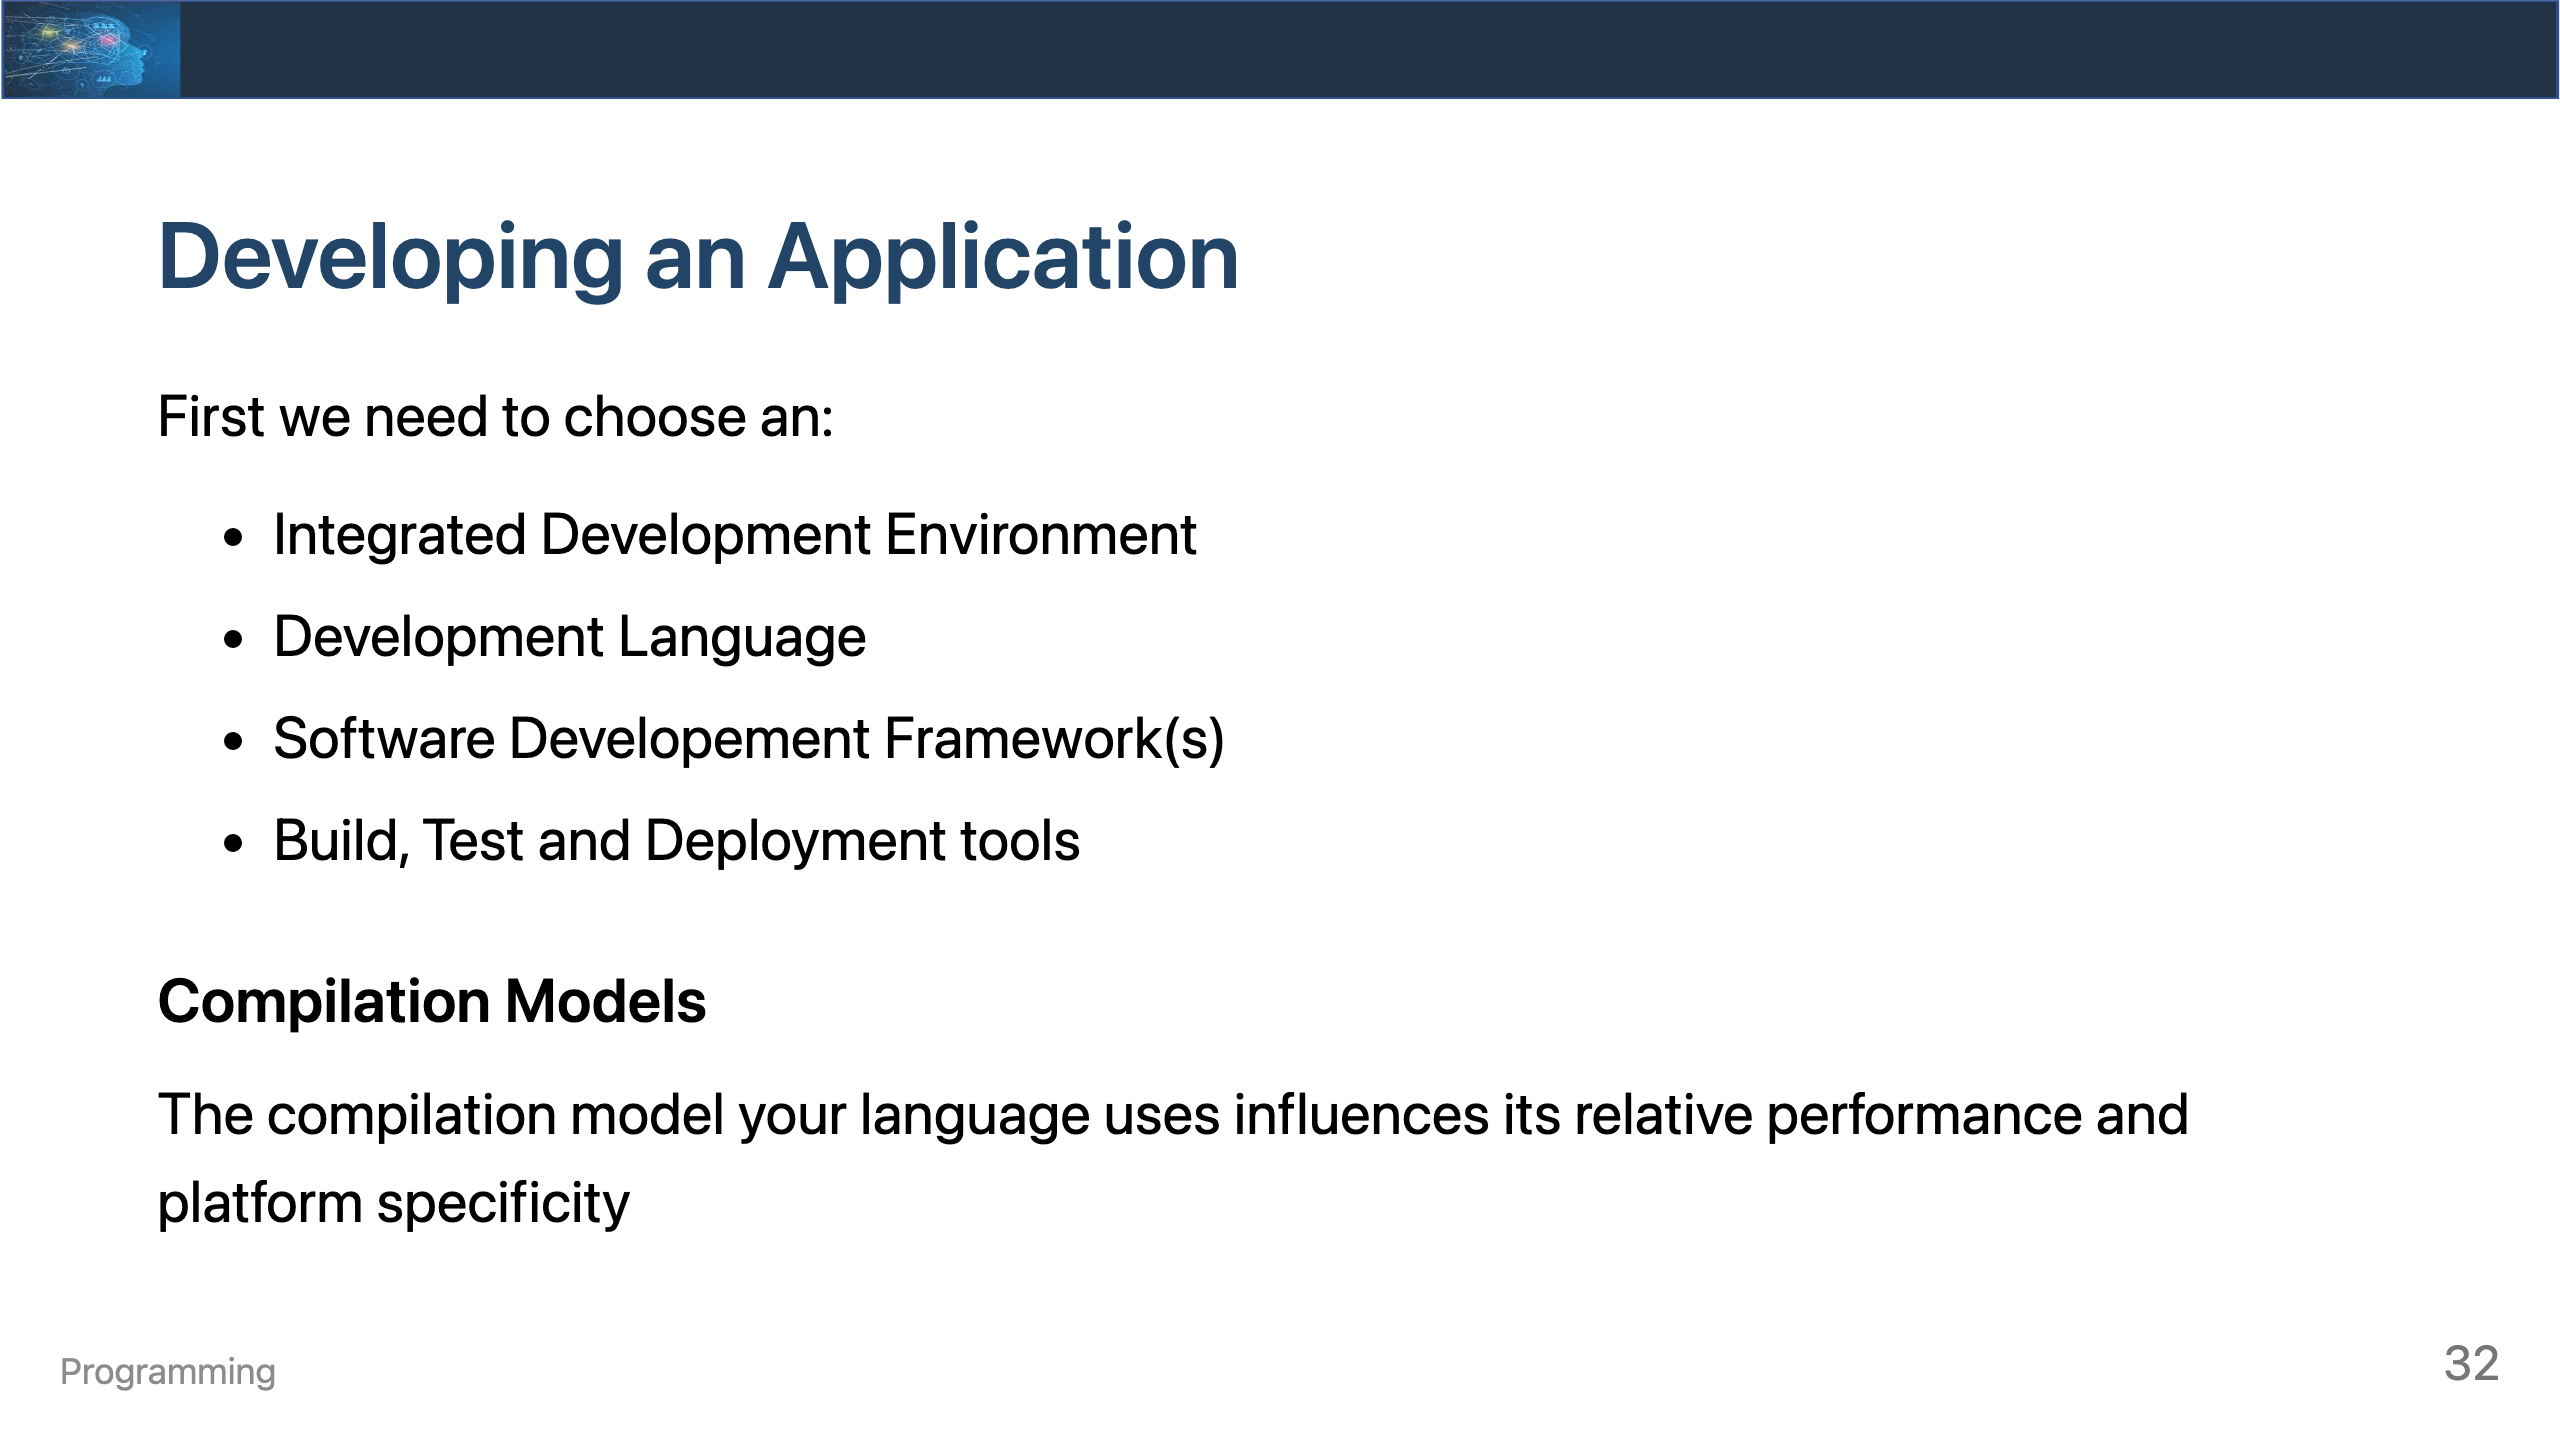 Developing an Application
First we need to choose an:
• Integrated Development Environment
• Development Language
• Software Developement Framework(s)
• Build, Test and Deployment tools
Compilation Models
The compilation model your language uses influences its relative performance and
platform specificity
Programming
32